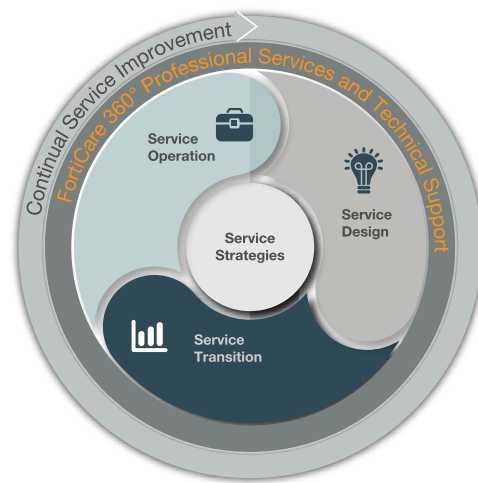 Continual Service Improvement
FortiCare 360° Professional Services and Technical Support
Service
Operation
Service
Design
Service
Strategies
Service
Transition